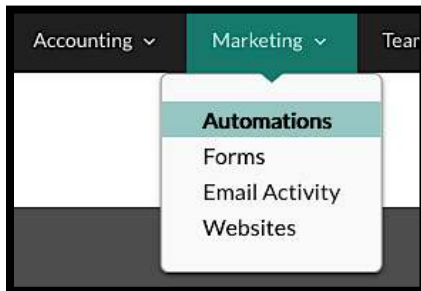 Accounting
Marketing
Automations
Forms
Email Activity
Websites